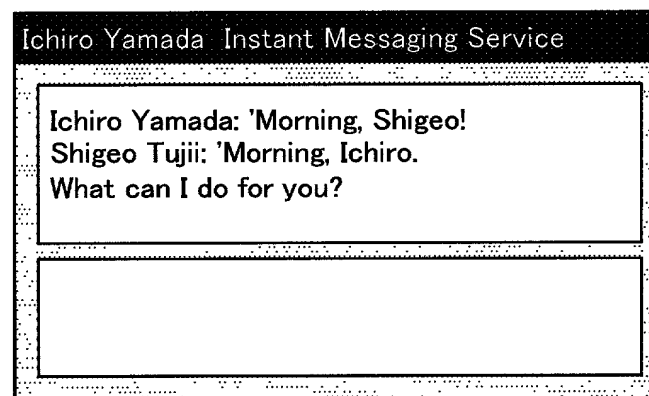 Ichiro Yamada Instant Messaging Service
Ichiro Yamada: 'Morning, Shigeo!
Shigeo Tujii: 'Morning, Ichiro.
What can I do for you?